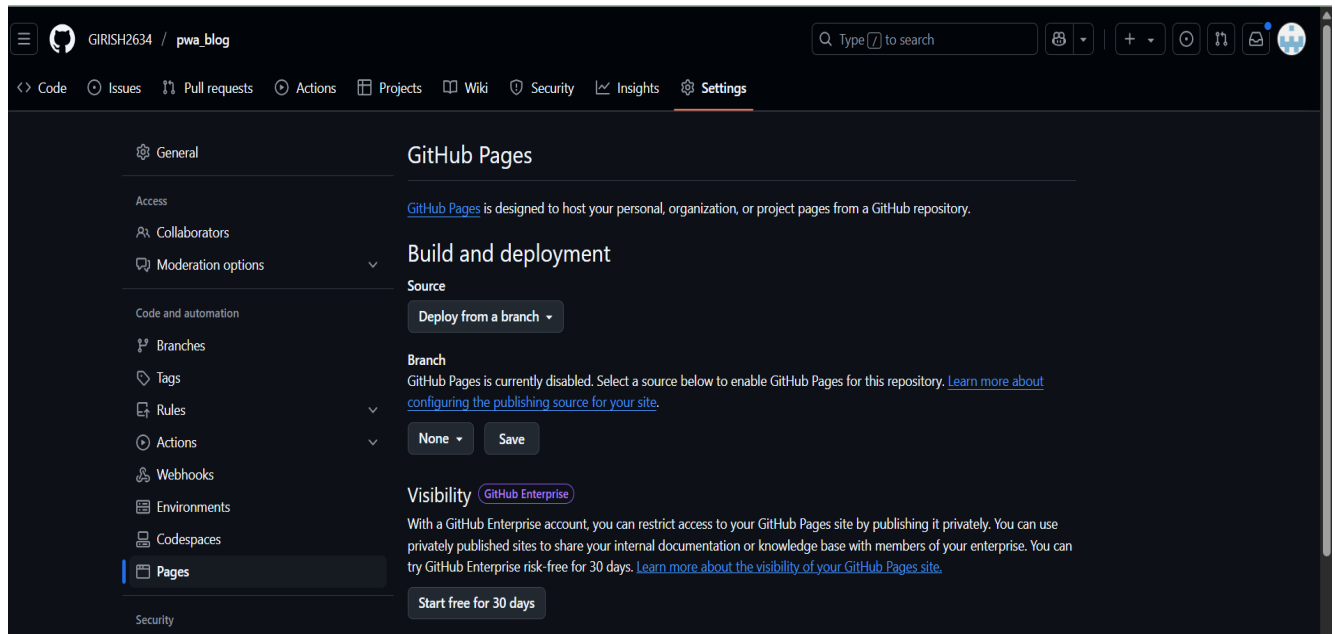 GIRISH2634 / pwa_blog
Type / to search
Code Issues Pull requests Actions Projects Wiki Security Insights Settings
General
Access
Collaborators
Moderation options
Code and automation
Branches
Tags
Rules
Actions
Webhooks
Environments
Codespaces
Pages
Security
GitHub Pages
GitHub Pages is designed to host your personal, organization, or project pages from a GitHub repository.
Build and deployment
Source
Deploy from a branch
Branch
GitHub Pages is currently disabled. Select a source below to enable GitHub Pages for this repository. Learn more about
configuring the publishing source for your site.
None Save
Visibility GitHub Enterprise
With a GitHub Enterprise account, you can restrict access to your GitHub Pages site by publishing it privately. You can use
privately published sites to share your internal documentation or knowledge base with members of your enterprise. You can
try GitHub Enterprise risk-free for 30 days. Learn more about the visibility of your GitHub Pages site.
Start free for 30 days